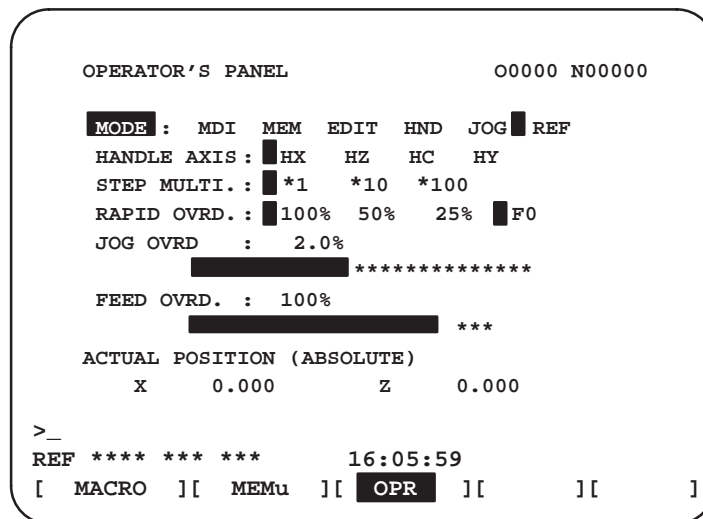 OPERATOR'S PANEL O0000 N00000
MODE : MDI MEM EDIT HND JOG ■ REF
HANDLE AXIS : ■ HX HZ HC HY
STEP MULTI. : ■ *1 *10 *100
RAPID OVRD. : ■ 100% 50% 25% ■ F0
JOG OVRD : 2.0%
**************
FEED OVRD. : 100%
***
ACTUAL POSITION (ABSOLUTE)
X 0.000 Z 0.000
>_
REF **** *** *** 16:05:59
[ MACRO ][ MEMu ][ OPR ][ ][ ]